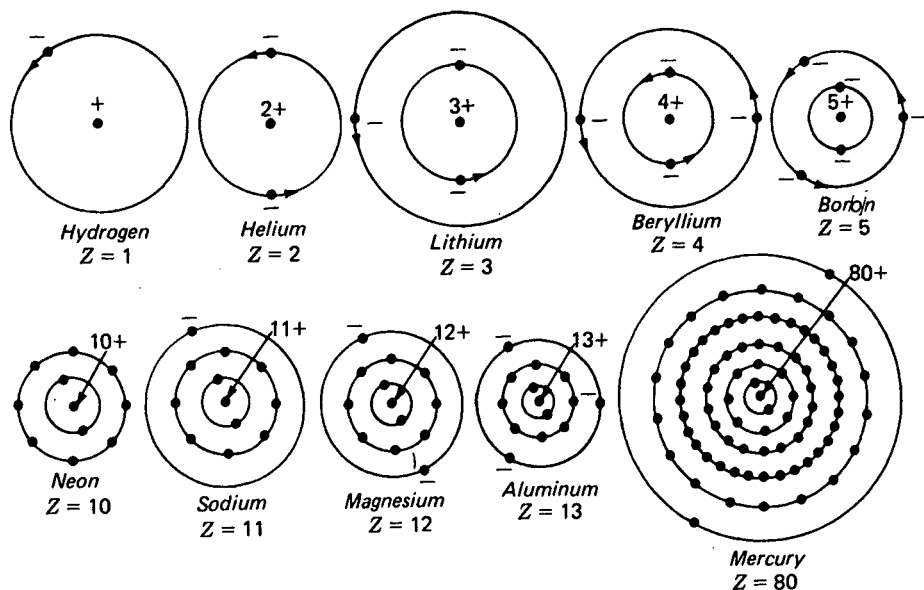 − − − − −
+ 2+ 3+ 4+ 5+
− − − − −
− − − − −
Hydrogen
Z = 1
Helium
Z = 2
Lithium
Z = 3
Beryllium
Z = 4
Borbjn
Z = 5
10+
Neon
Z = 10
− 11+
Sodium
Z = 11
− 12+
−
Magnesium
Z = 12
− 13+
−
−
Aluminum
Z = 13
80+
Mercury
Z = 80